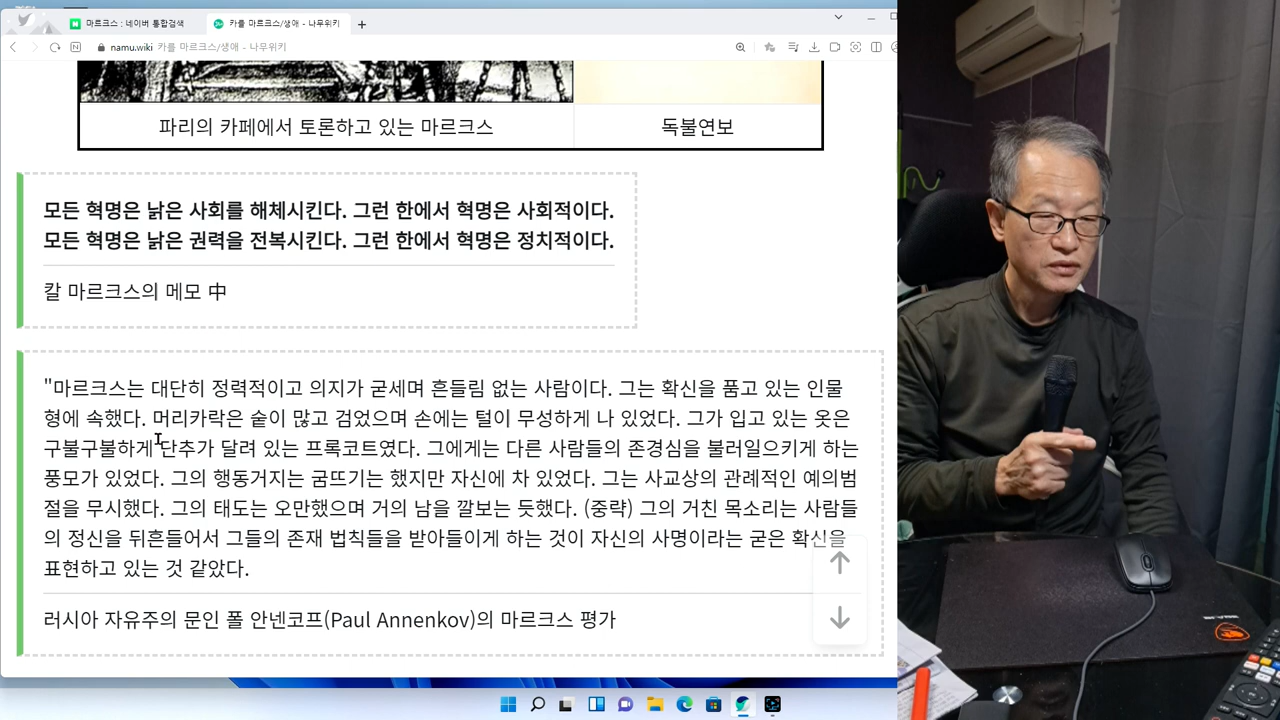 마르크스 : 네이버 통합검색
카를 마르크스/생애 - 나무위키
namu.wiki 카를 마르크스/생애 - 나무위키
파리의 카페에서 토론하고 있는 마르크스
독불연보
모든 혁명은 낡은 사회를 해체시킨다. 그런 한에서 혁명은 사회적이다.
모든 혁명은 낡은 권력을 전복시킨다. 그런 한에서 혁명은 정치적이다.
칼 마르크스의 메모 中
"마르크스는 대단히 정력적이고 의지가 굳세며 흔들림 없는 사람이다. 그는 확신을 품고 있는 인물
형에 속했다. 머리카락은 숱이 많고 검었으며 손에는 털이 무성하게 나 있었다. 그가 입고 있는 옷은
구불구불하게 단추가 달려 있는 프록코트였다. 그에게는 다른 사람들의 존경심을 불러일으키게 하는
풍모가 있었다. 그의 행동거지는 굼뜨기는 했지만 자신에 차 있었다. 그는 사교상의 관례적인 예의범
절을 무시했다. 그의 태도는 오만했으며 거의 남을 깔보는 듯했다. (중략) 그의 거친 목소리는 사람들
의 정신을 뒤흔들어서 그들의 존재 법칙들을 받아들이게 하는 것이 자신의 사명이라는 굳은 확신을
표현하고 있는 것 같았다.
러시아 자유주의 문인 폴 안넨코프(Paul Annenkov)의 마르크스 평가